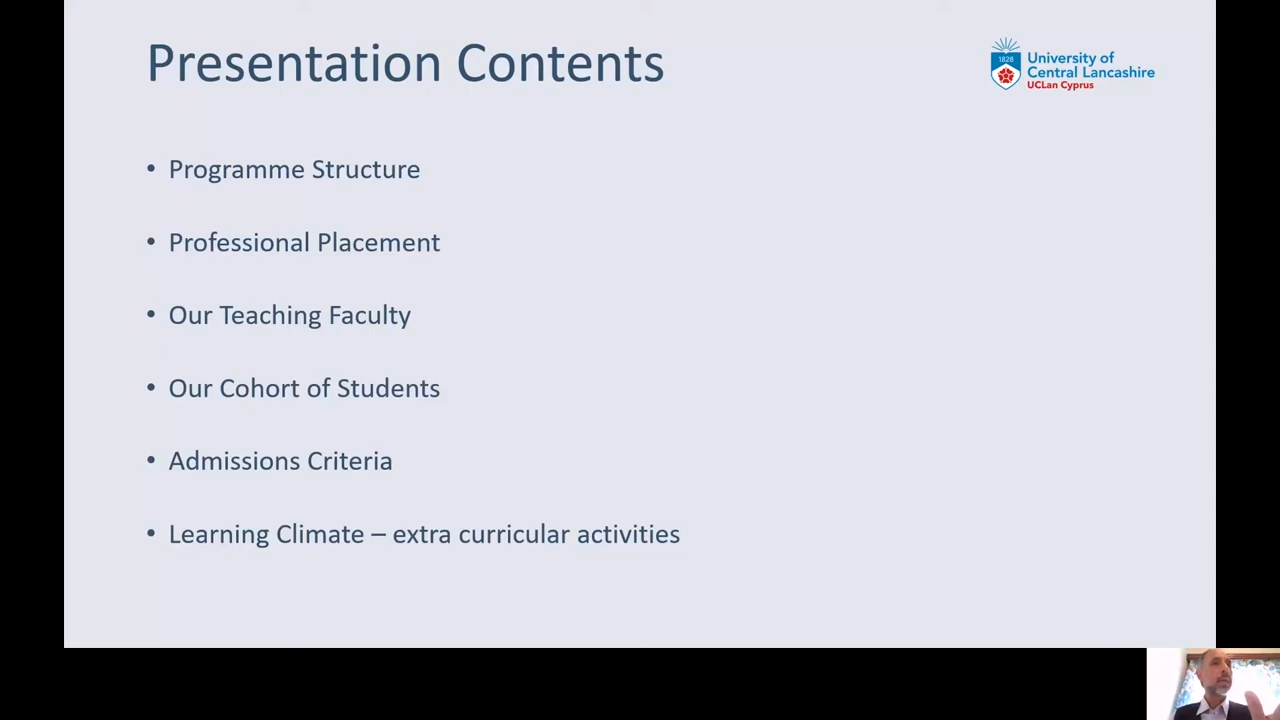 Presentation Contents
1828
University of
Central Lancashire
UCLan Cyprus
• Programme Structure
• Professional Placement
• Our Teaching Faculty
• Our Cohort of Students
• Admissions Criteria
• Learning Climate – extra curricular activities